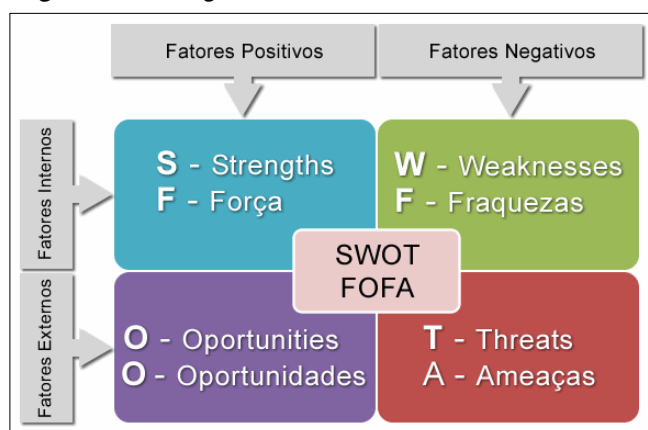 Fatores Positivos
Fatores Negativos
Fatores Internos
S - Strengths
F - Força
W - Weaknesses
F - Fraquezas
SWOT
FOFA
Fatores Externos
O - Oportunities
O - Oportunidades
T - Threats
A - Ameaças